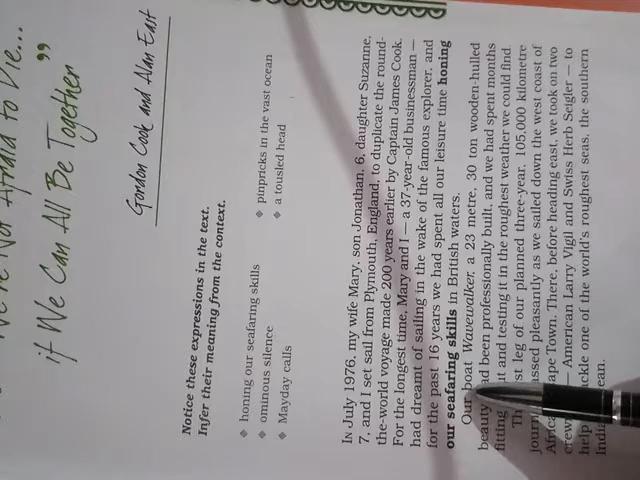 We're Not Afraid to Die...
if We Can All Be Together”
Gordon Cook and Alan East
Notice these expressions in the text.
Infer their meaning from the context.
honing our seafaring skills
pinpricks in the vast ocean
ominous silence
a tousled head
Mayday calls
IN July 1976, my wife Mary, son Jonathan, 6, daughter Suzanne,
7, and I set sail from Plymouth, England, to duplicate the round-
the-world voyage made 200 years earlier by Captain James Cook.
For the longest time, Mary and I — a 37-year-old businessman —
had dreamt of sailing in the wake of the famous explorer, and
for the past 16 years we had spent all our leisure time honing
our seafaring skills in British waters.
Our boat Wavewalker, a 23 metre, 30 ton wooden-hulled
beauty, had been professionally built, and we had spent months
fitting it out and testing it in the roughest weather we could find.
first leg of our planned three-year, 105,000 kilometre
passed pleasantly as we sailed down the west coast of
Africa Cape Town. There, before heading east, we took on two
crew — American Larry Vigil and Swiss Herb Seigler — to
help tackle one of the world's roughest seas, the southern
Indian Ocean.